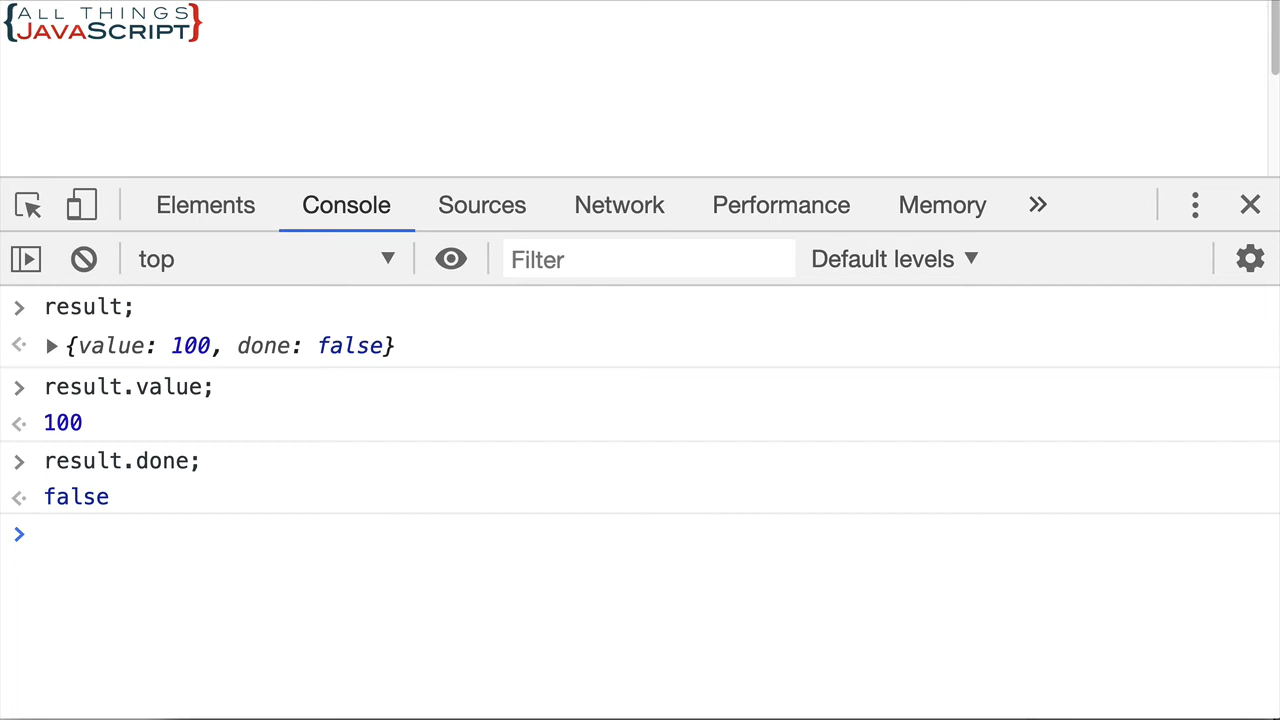 {ALL THINGS
JAVASCRIPT}
Elements Console Sources Network Performance Memory
top Filter Default levels
result;
{value: 100, done: false}
result.value;
100
result.done;
false